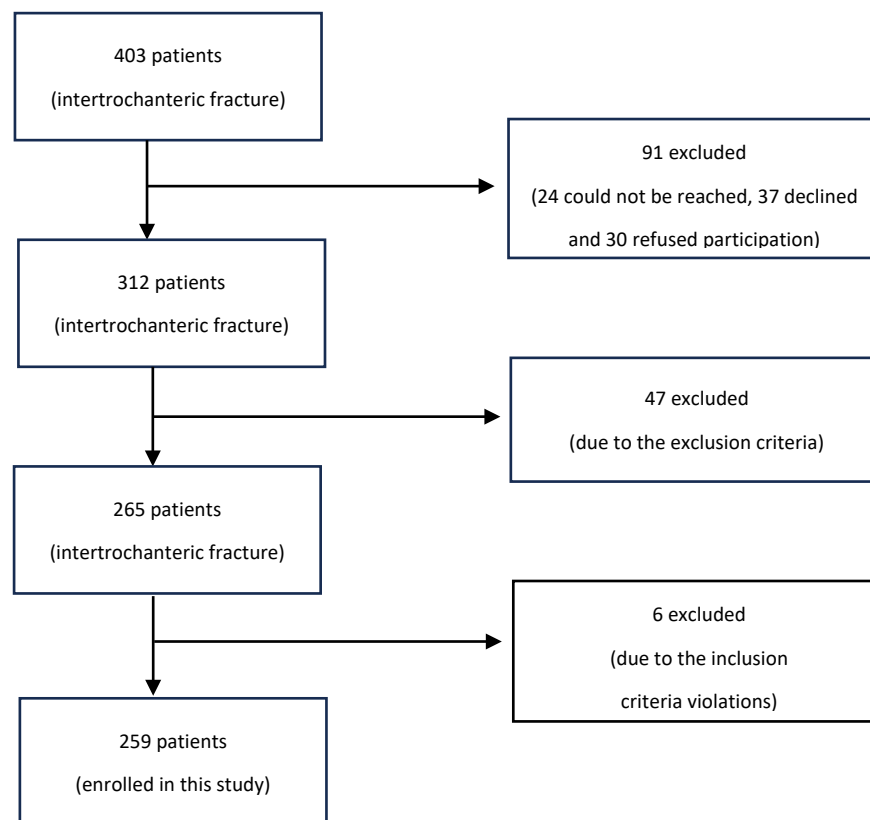 403 patients
(intertrochanteric fracture)
91 excluded
(24 could not be reached, 37 declined
and 30 refused participation)
312 patients
(intertrochanteric fracture)
47 excluded
(due to the exclusion criteria)
265 patients
(intertrochanteric fracture)
6 excluded
(due to the inclusion
criteria violations)
259 patients
(enrolled in this study)